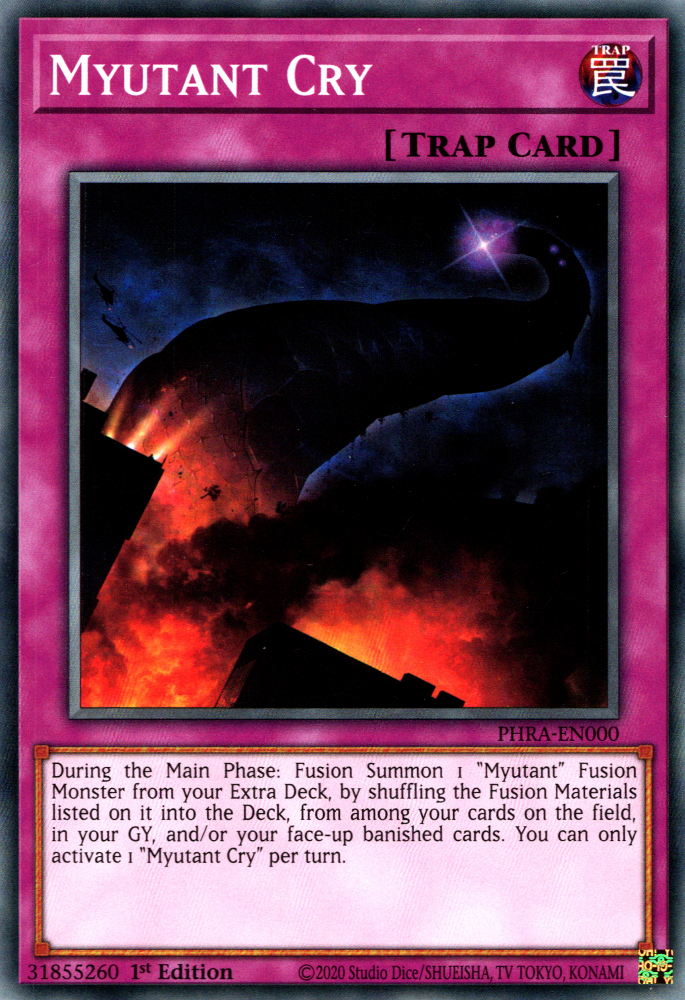 Myutant Cry
TRAP
罠
[Trap Card]
PHRA-EN000
During the Main Phase: Fusion Summon 1 "Myutant" Fusion
Monster from your Extra Deck, by shuffling the Fusion Materials
listed on it into the Deck, from among your cards on the field,
in your GY, and/or your face-up banished cards. You can only
activate 1 "Myutant Cry" per turn.
31855260 1st Edition ©2020 Studio Dice/SHUEISHA, TV TOKYO, KONAMI